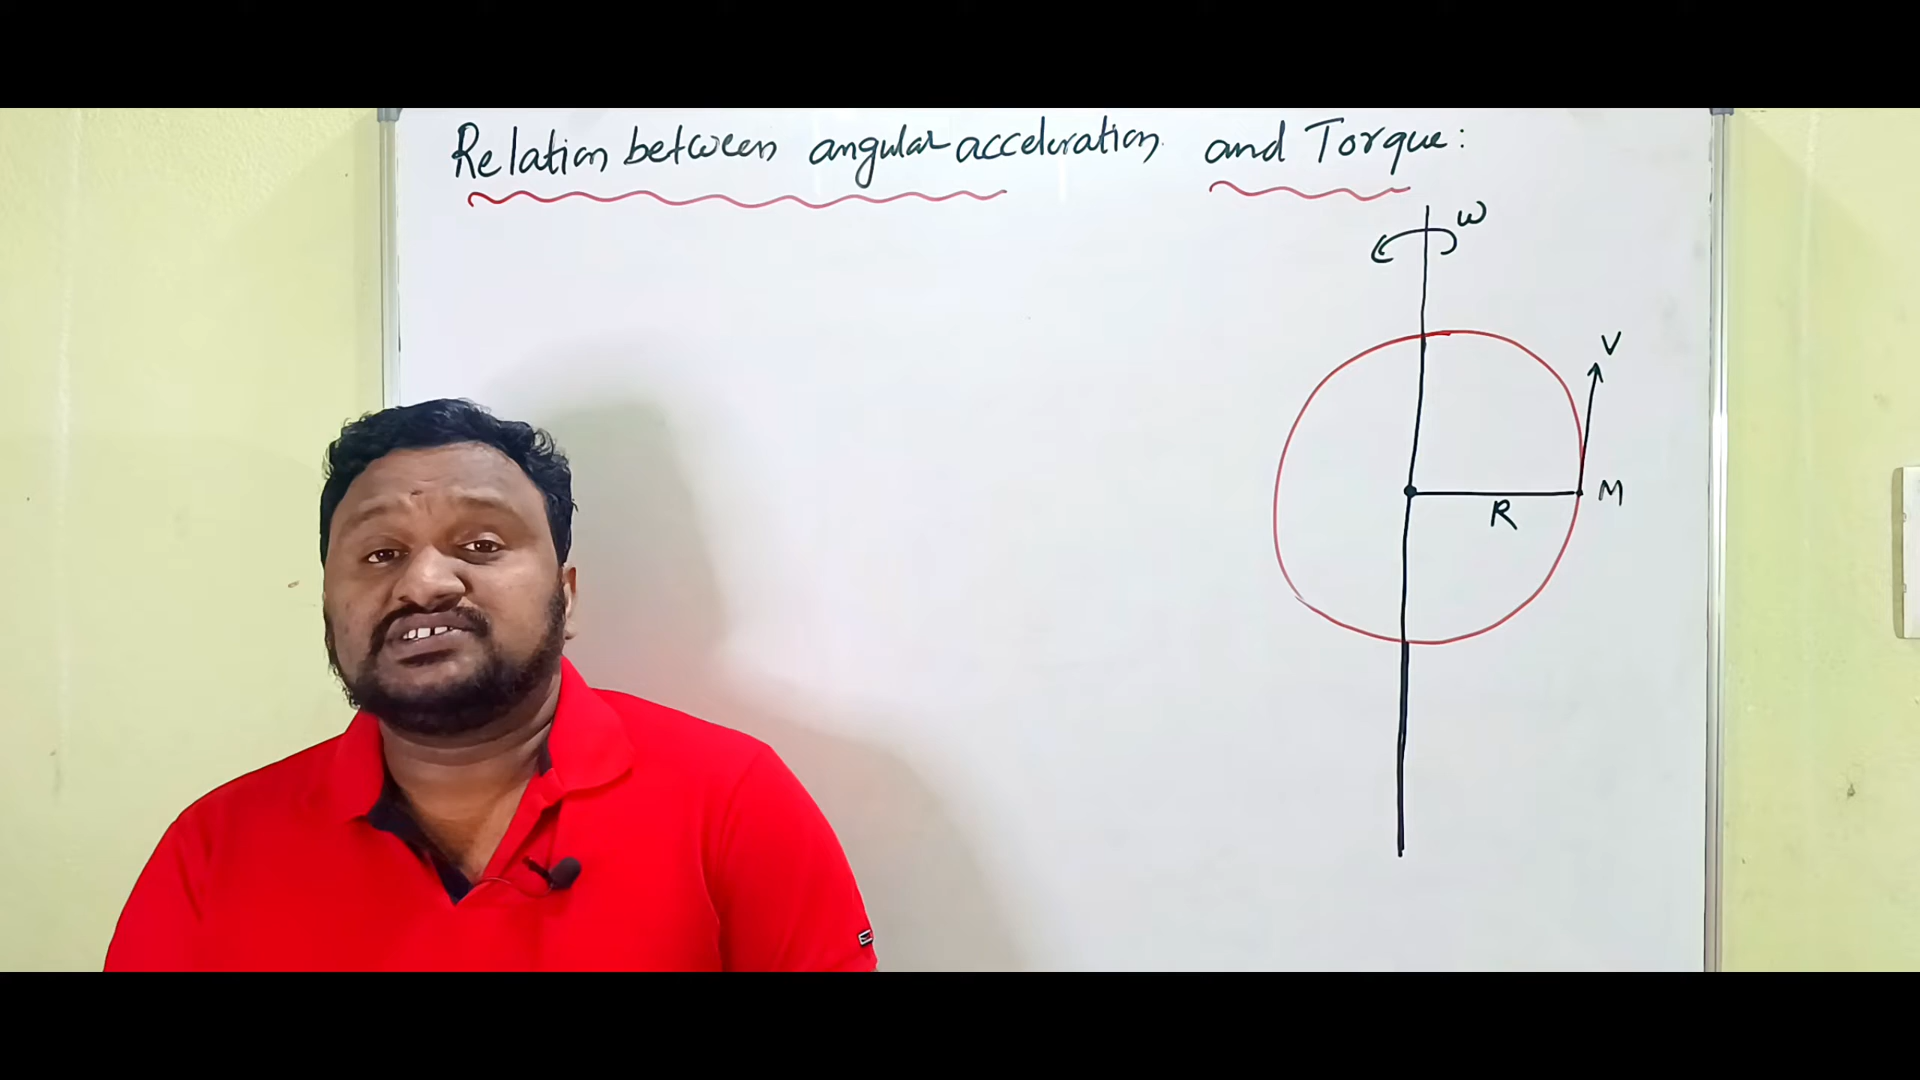 Relation between angular acceleration and Torque:
ω
V
M
R